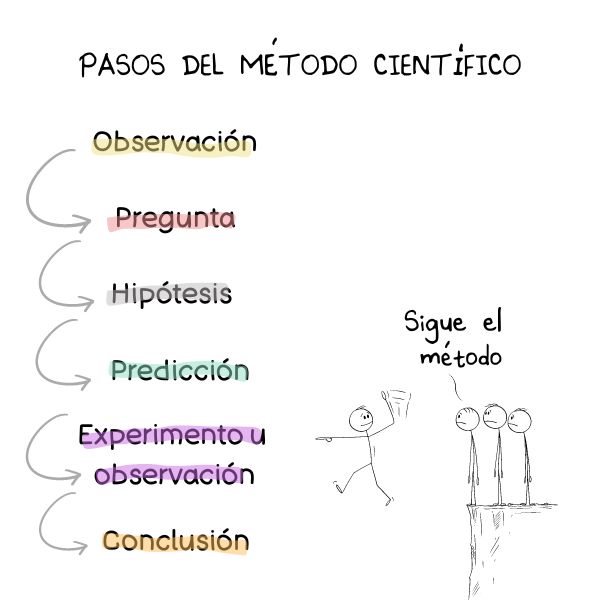 PASOS DEL MÉTODO CIENTÍFICO
Observación
Pregunta
Hipótesis
Predicción
Experimento u
observación
Conclusión
Sigue el
método